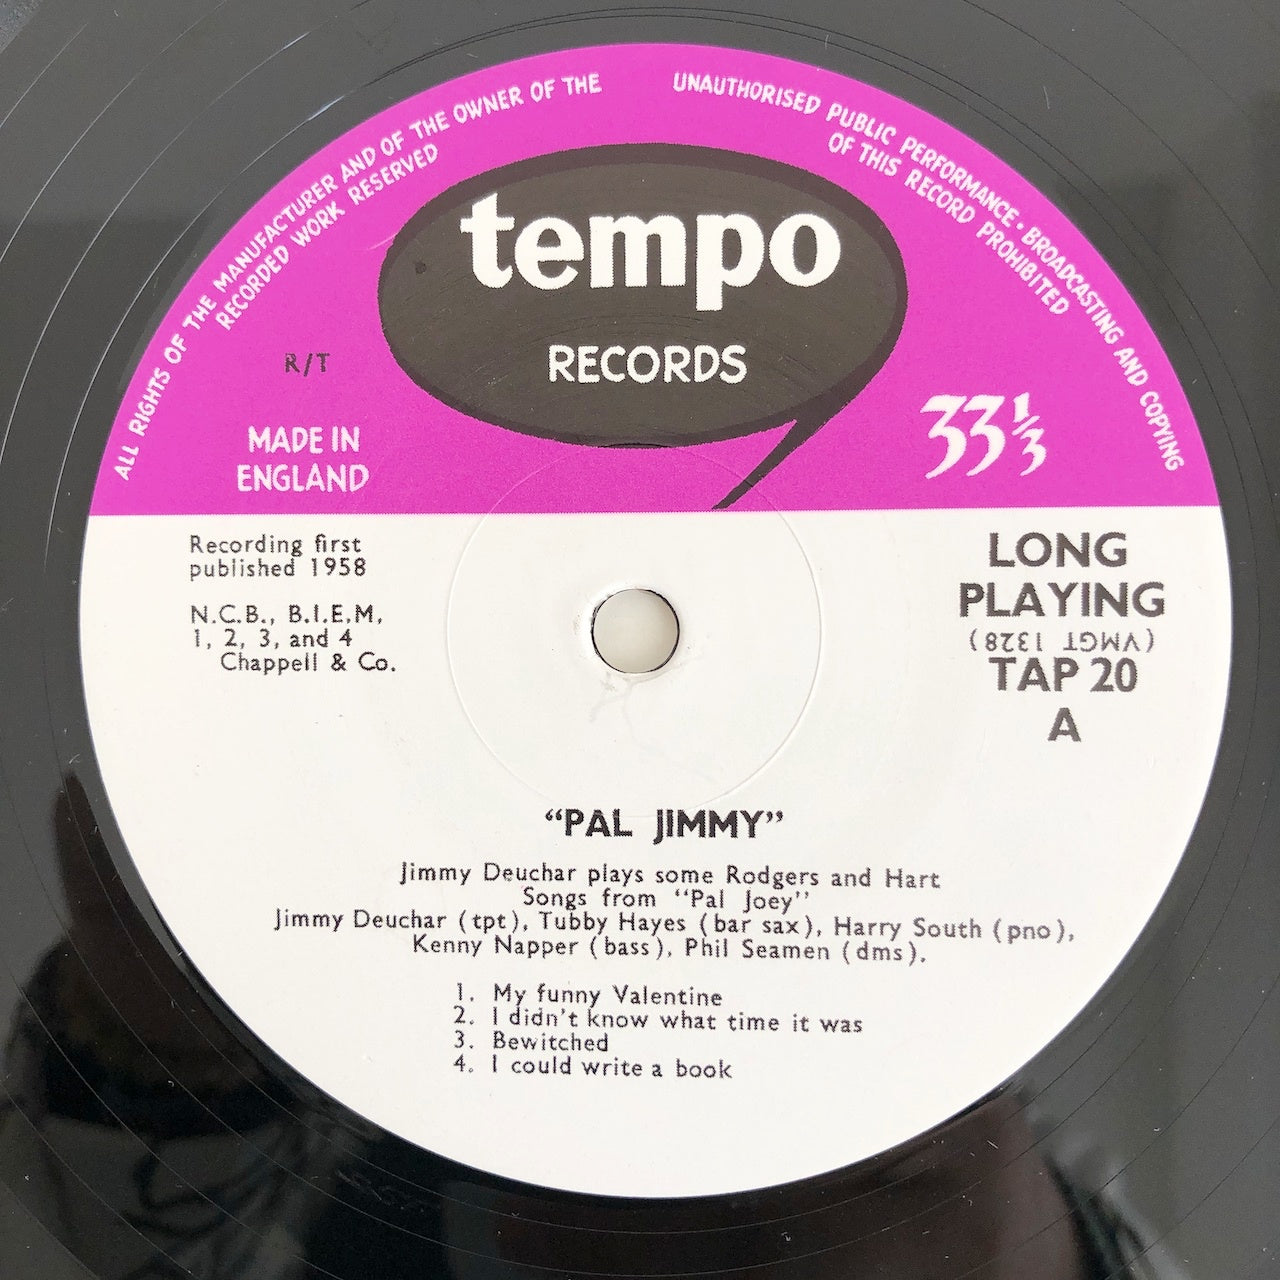 ALL RIGHTS OF THE MANUFACTURER AND OF THE OWNER OF THE
RECORDED WORK RESERVED
UNAUTHORISED PUBLIC PERFORMANCE · BROADCASTING AND COPYING
OF THIS RECORD PROHIBITED
tempo
RECORDS
R/T
MADE IN
ENGLAND
33⅓
Recording first
published 1958
N.C.B., B.I.E.M,
1, 2, 3, and 4
Chappell & Co.
LONG
PLAYING
(VMGT 1328)
TAP 20
A
“PAL JIMMY”
Jimmy Deuchar plays some Rodgers and Hart
Songs from “Pal Joey”
Jimmy Deuchar (tpt), Tubby Hayes (bar sax), Harry South (pno),
Kenny Napper (bass), Phil Seamen (dms).
1. My funny Valentine
2. I didn't know what time it was
3. Bewitched
4. I could write a book